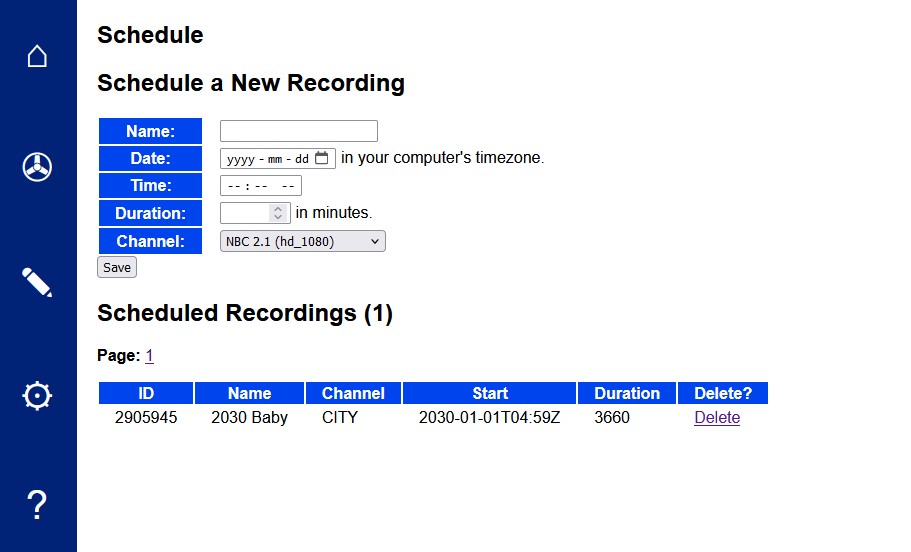 Schedule
Schedule a New Recording
Name:
Date: yyyy - mm - dd in your computer's timezone.
Time: -- : -- --
Duration: in minutes.
Channel: NBC 2.1 (hd_1080)
Save
Scheduled Recordings (1)
Page: 1
ID Name Channel Start Duration Delete?
2905945 2030 Baby CITY 2030-01-01T04:59Z 3660 Delete
?